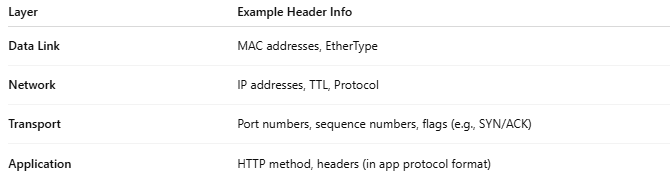 Layer Example Header Info
Data Link MAC addresses, EtherType
Network IP addresses, TTL, Protocol
Transport Port numbers, sequence numbers, flags (e.g., SYN/ACK)
Application HTTP method, headers (in app protocol format)